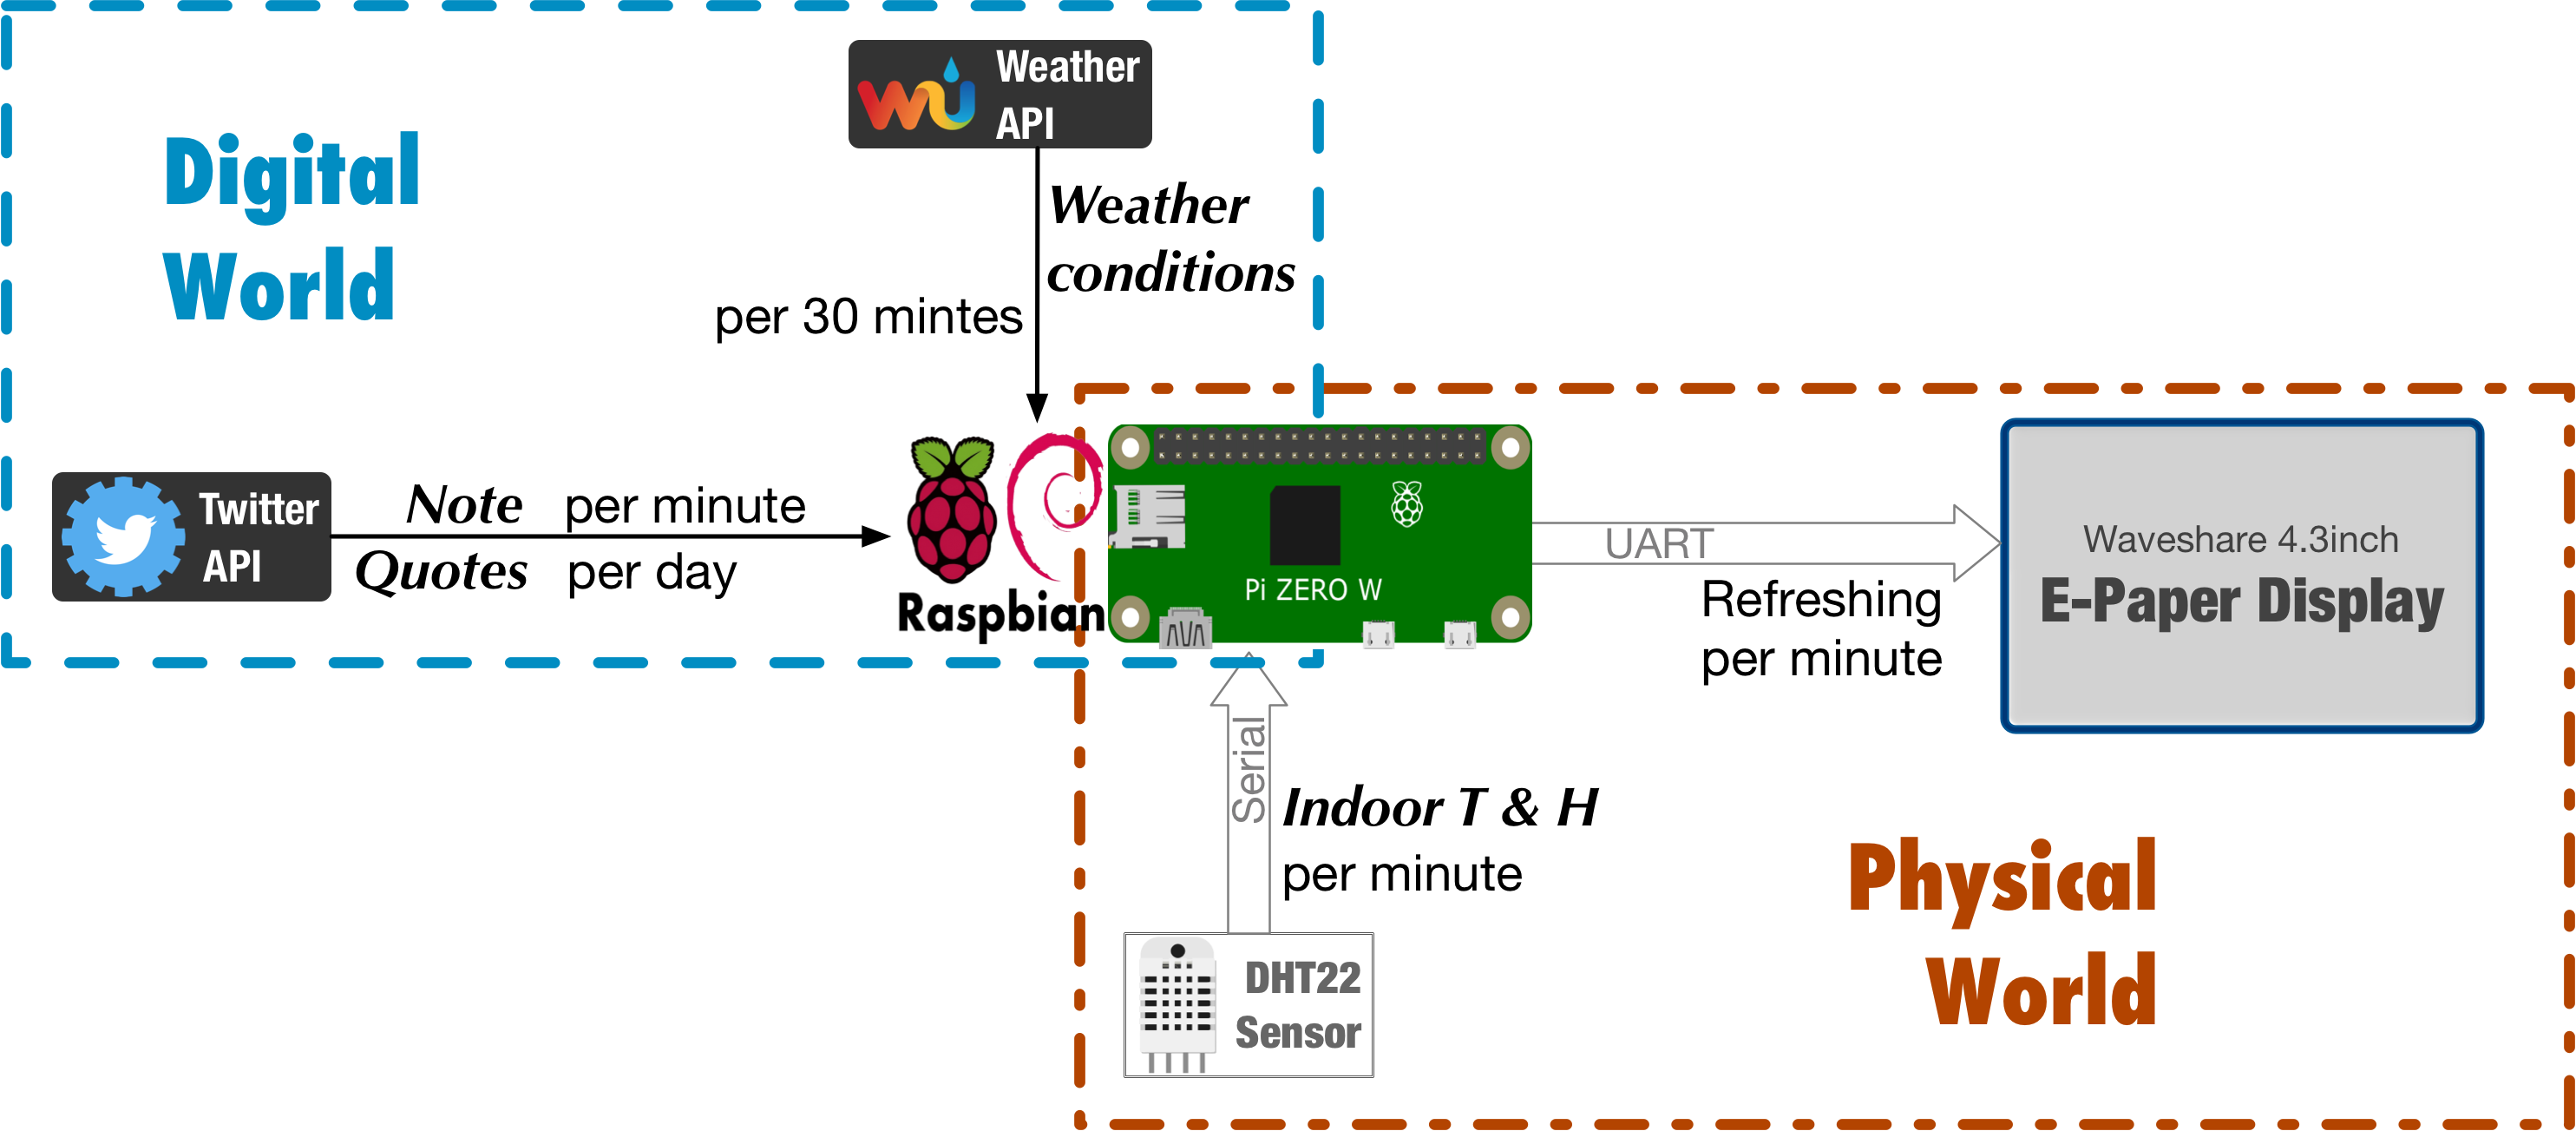 Weather
API
Digital
World
Weather
conditions
per 30 mintes
Twitter
API
Note per minute
Quotes per day
Raspbian
Pi ZERO W
UART
Refreshing
per minute
Waveshare 4.3inch
E-Paper Display
Serial
Indoor T & H
per minute
DHT22
Sensor
Physical
World